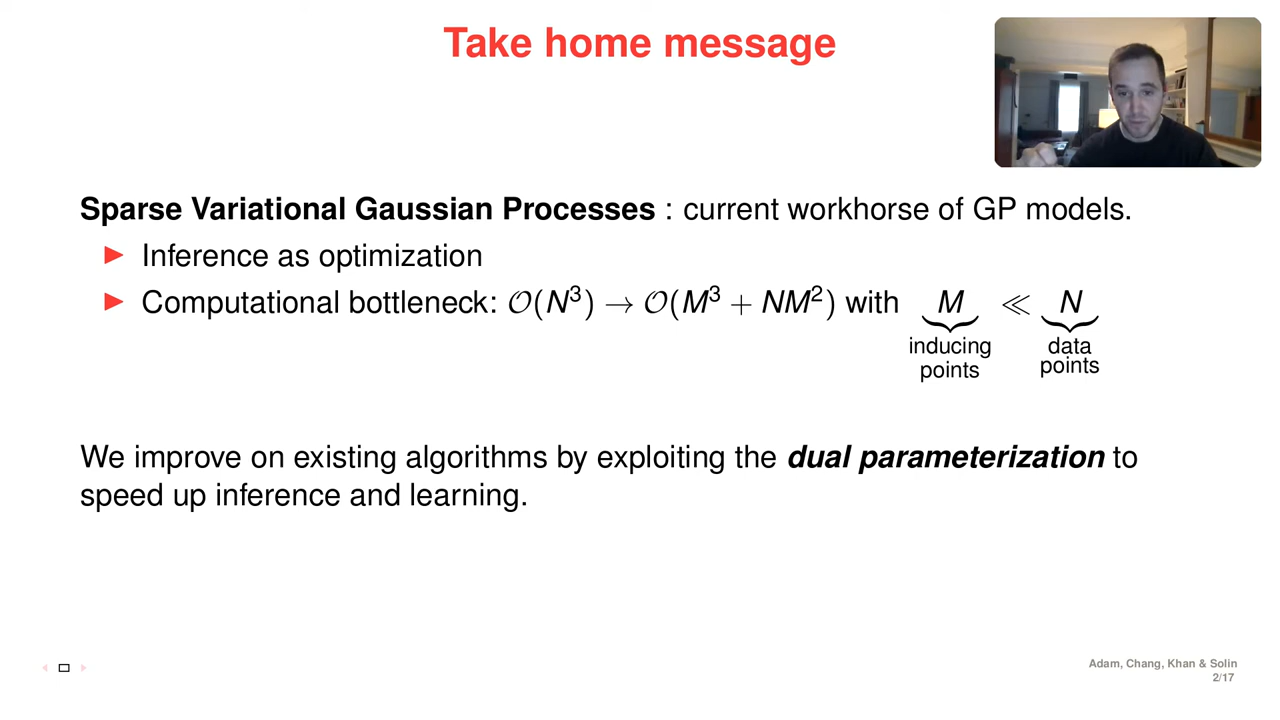 Take home message
Sparse Variational Gaussian Processes : current workhorse of GP models.
▶ Inference as optimization
▶ Computational bottleneck: 𝒪(N³) → 𝒪(M³ + NM²) with M ≪ N
inducing points
data points
We improve on existing algorithms by exploiting the dual parameterization to
speed up inference and learning.
Adam, Chang, Khan & Solin
2/17